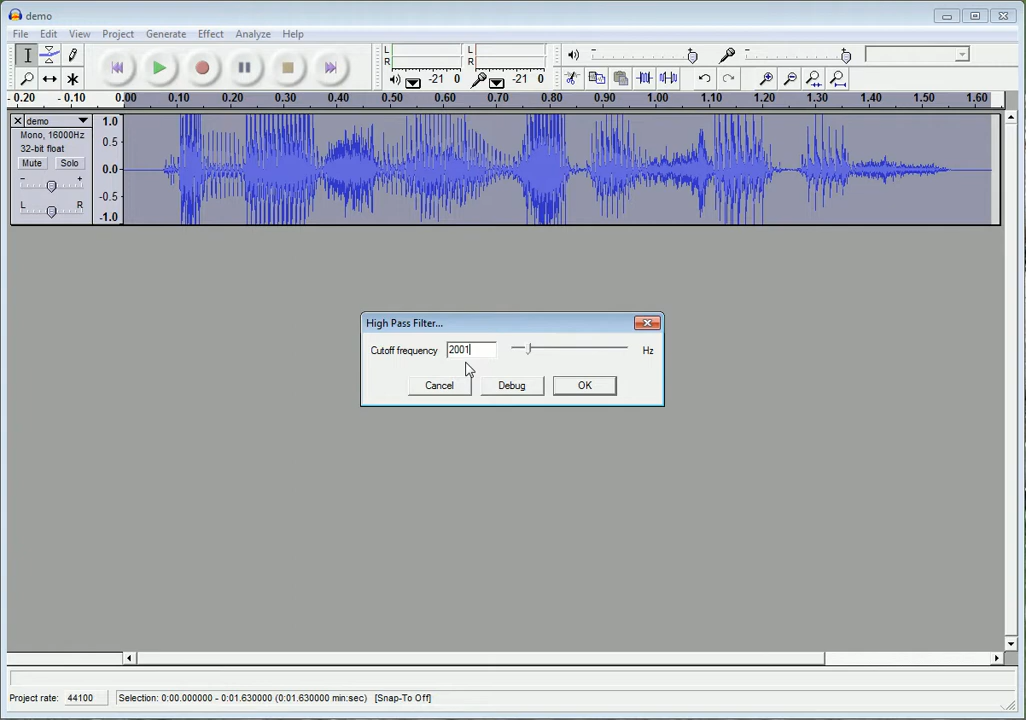 demo
File Edit View Project Generate Effect Analyze Help
L
R -21 0
L
R -21 0
- 0.20 - 0.10 0.00 0.10 0.20 0.30 0.40 0.50 0.60 0.70 0.80 0.90 1.00 1.10 1.20 1.30 1.40 1.50 1.60
demo
Mono, 16000Hz
32-bit float
Mute Solo
- +
L R
1.0
0.5
0.0
-0.5
-1.0
High Pass Filter...
Cutoff frequency 2001 Hz
Cancel Debug OK
Project rate: 44100 Selection: 0:00.000000 - 0:01.630000 (0:01.630000 min:sec) [Snap-To Off]